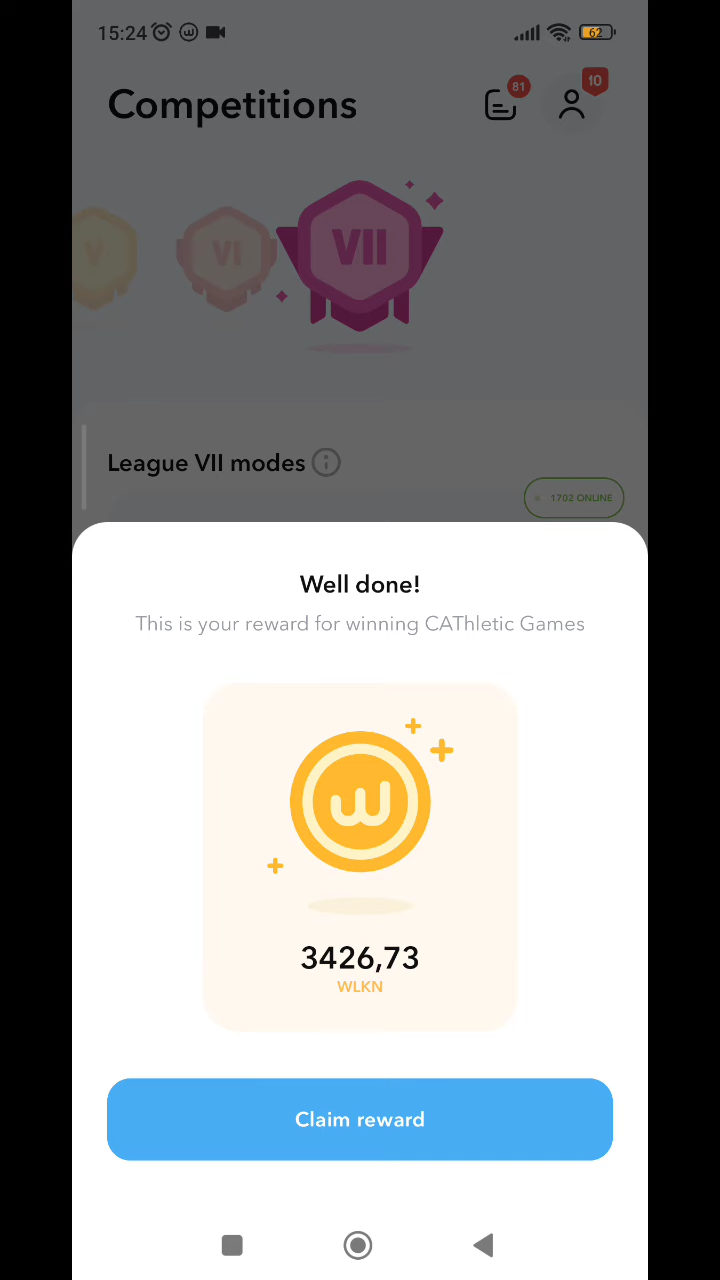 15:24
62
Competitions
81
10
V
VI
VII
League VII modes
1702 ONLINE
Well done!
This is your reward for winning CAThletic Games
3426,73
WLKN
Claim reward